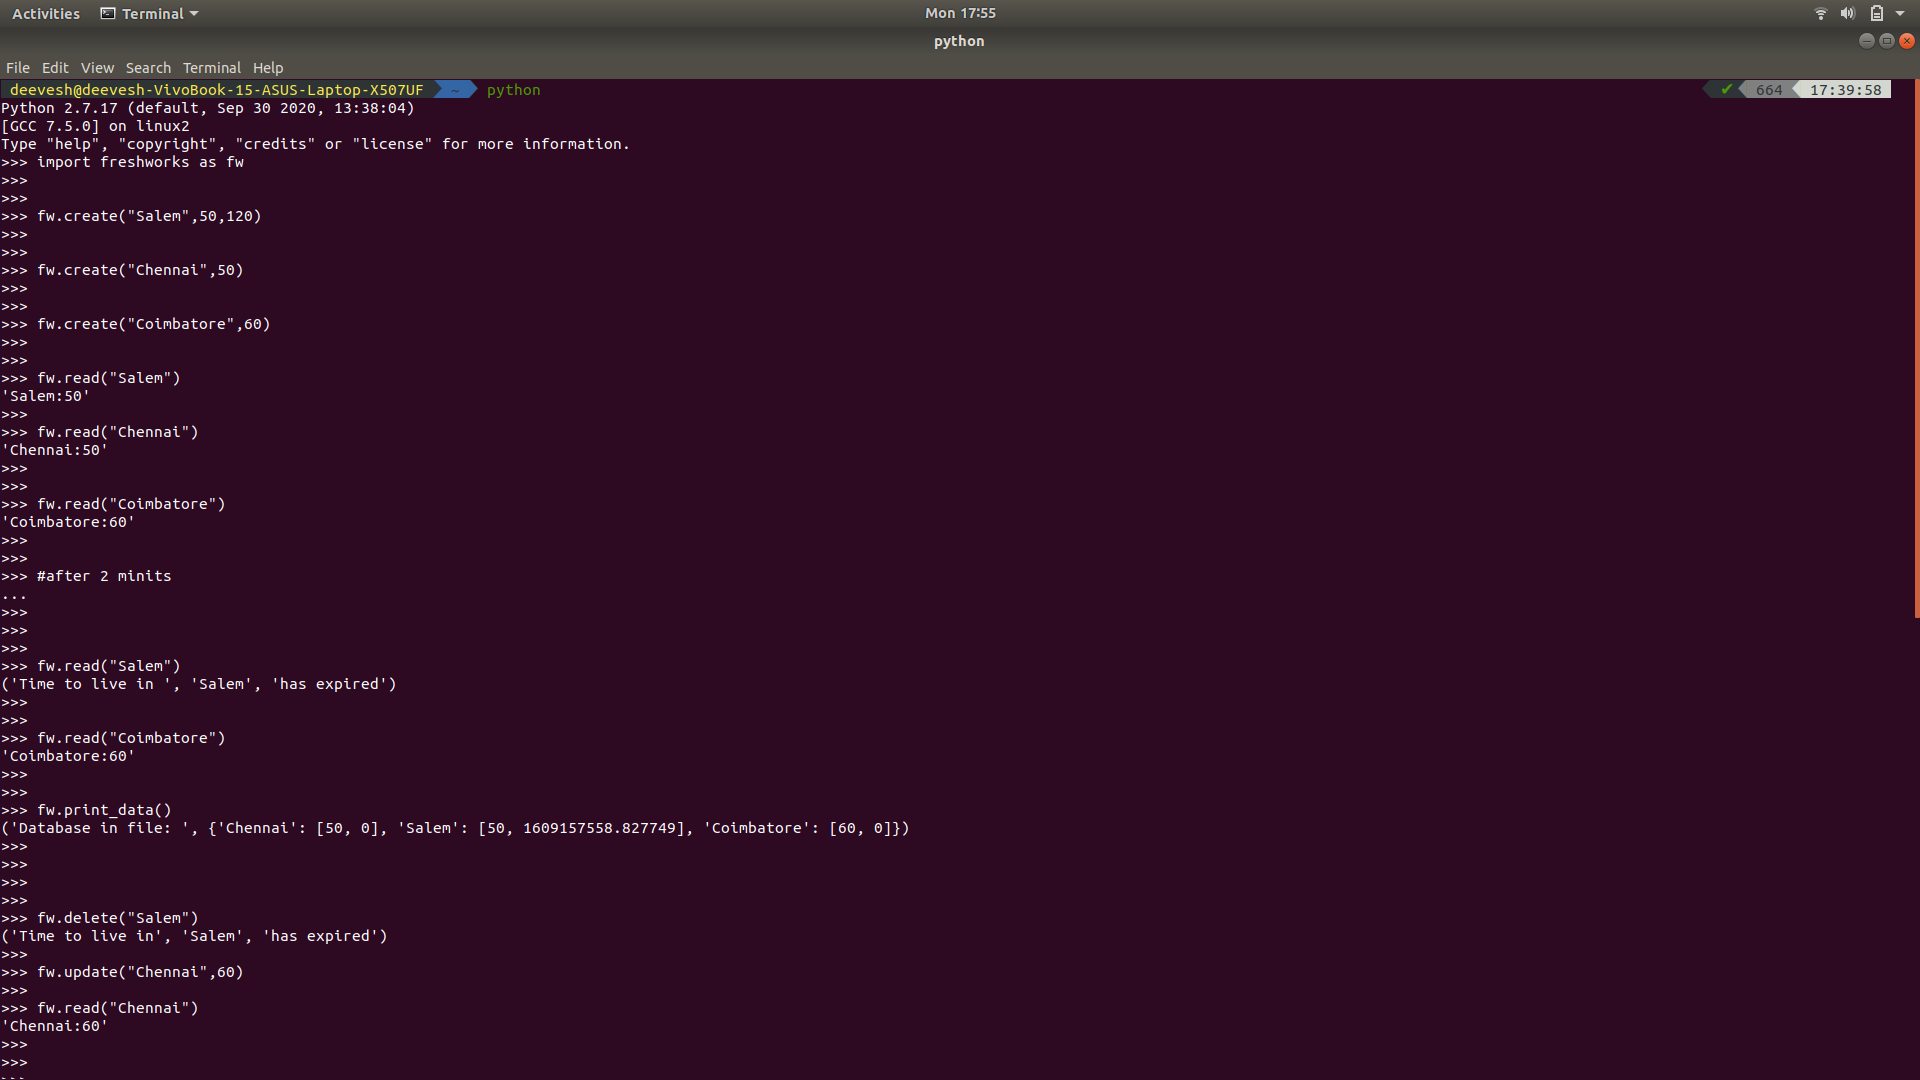 Activities Terminal Mon 17:55
python
File Edit View Search Terminal Help
deevesh@deevesh-VivoBook-15-ASUS-Laptop-X507UF ~ python ✔ 664 17:39:58
Python 2.7.17 (default, Sep 30 2020, 13:38:04)
[GCC 7.5.0] on linux2
Type "help", "copyright", "credits" or "license" for more information.
>>> import freshworks as fw
>>>
>>>
>>> fw.create("Salem",50,120)
>>>
>>>
>>> fw.create("Chennai",50)
>>>
>>>
>>> fw.create("Coimbatore",60)
>>>
>>>
>>> fw.read("Salem")
'Salem:50'
>>>
>>> fw.read("Chennai")
'Chennai:50'
>>>
>>>
>>> fw.read("Coimbatore")
'Coimbatore:60'
>>>
>>>
>>> #after 2 minits
...
>>>
>>>
>>>
>>> fw.read("Salem")
('Time to live in ', 'Salem', 'has expired')
>>>
>>>
>>> fw.read("Coimbatore")
'Coimbatore:60'
>>>
>>>
>>> fw.print_data()
('Database in file: ', {'Chennai': [50, 0], 'Salem': [50, 1609157558.827749], 'Coimbatore': [60, 0]})
>>>
>>>
>>>
>>>
>>> fw.delete("Salem")
('Time to live in', 'Salem', 'has expired')
>>>
>>> fw.update("Chennai",60)
>>>
>>> fw.read("Chennai")
'Chennai:60'
>>>
>>>
>>>